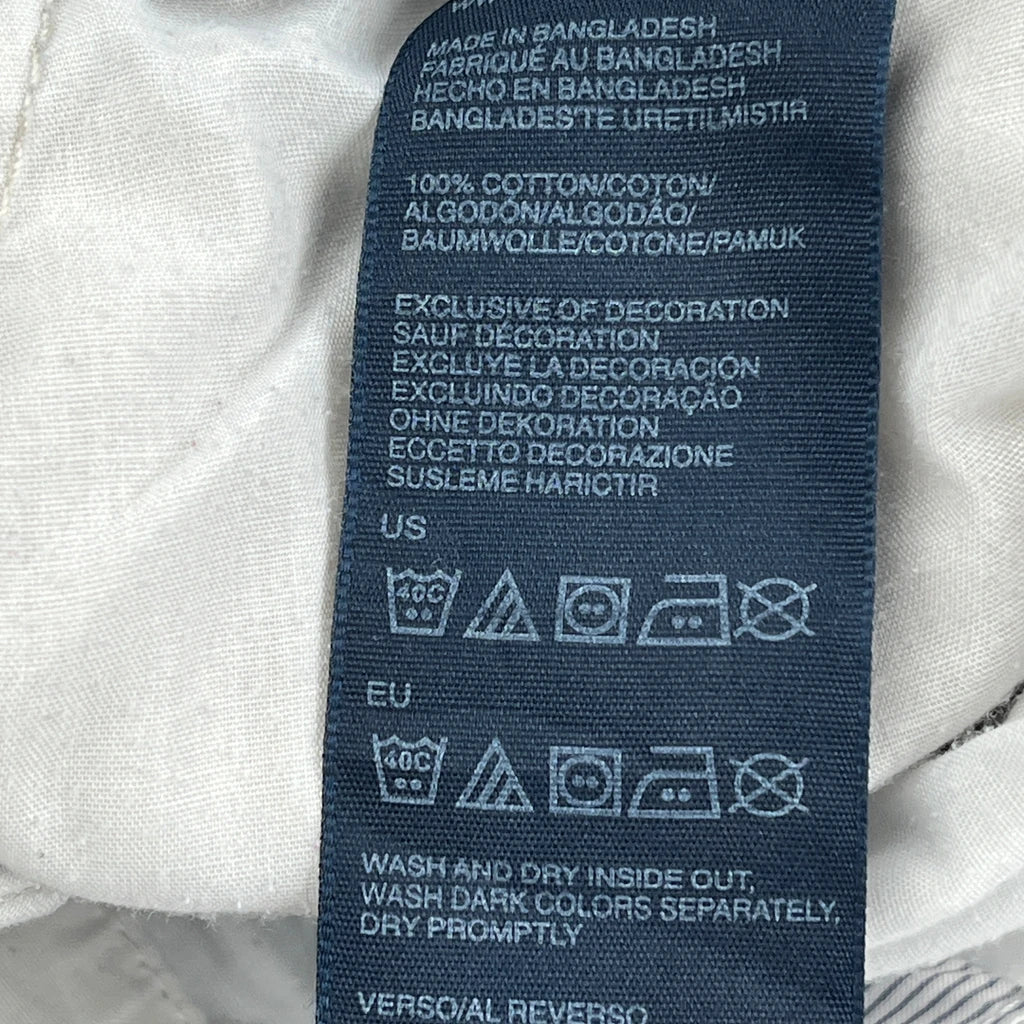 MADE IN BANGLADESH
FABRIQUÉ AU BANGLADESH
HECHO EN BANGLADESH
BANGLADES'TE URETILMISTIR
100% COTTON/COTON/
ALGODÓN/ALGODÃO/
BAUMWOLLE/COTONE/PAMUK
EXCLUSIVE OF DECORATION
SAUF DÉCORATION
EXCLUYE LA DECORACIÓN
EXCLUINDO DECORAÇÃO
OHNE DEKORATION
ECCETTO DECORAZIONE
SUSLEME HARICTIR
US
40C
EU
40C
WASH AND DRY INSIDE OUT,
WASH DARK COLORS SEPARATELY,
DRY PROMPTLY
VERSO/AL REVERSO